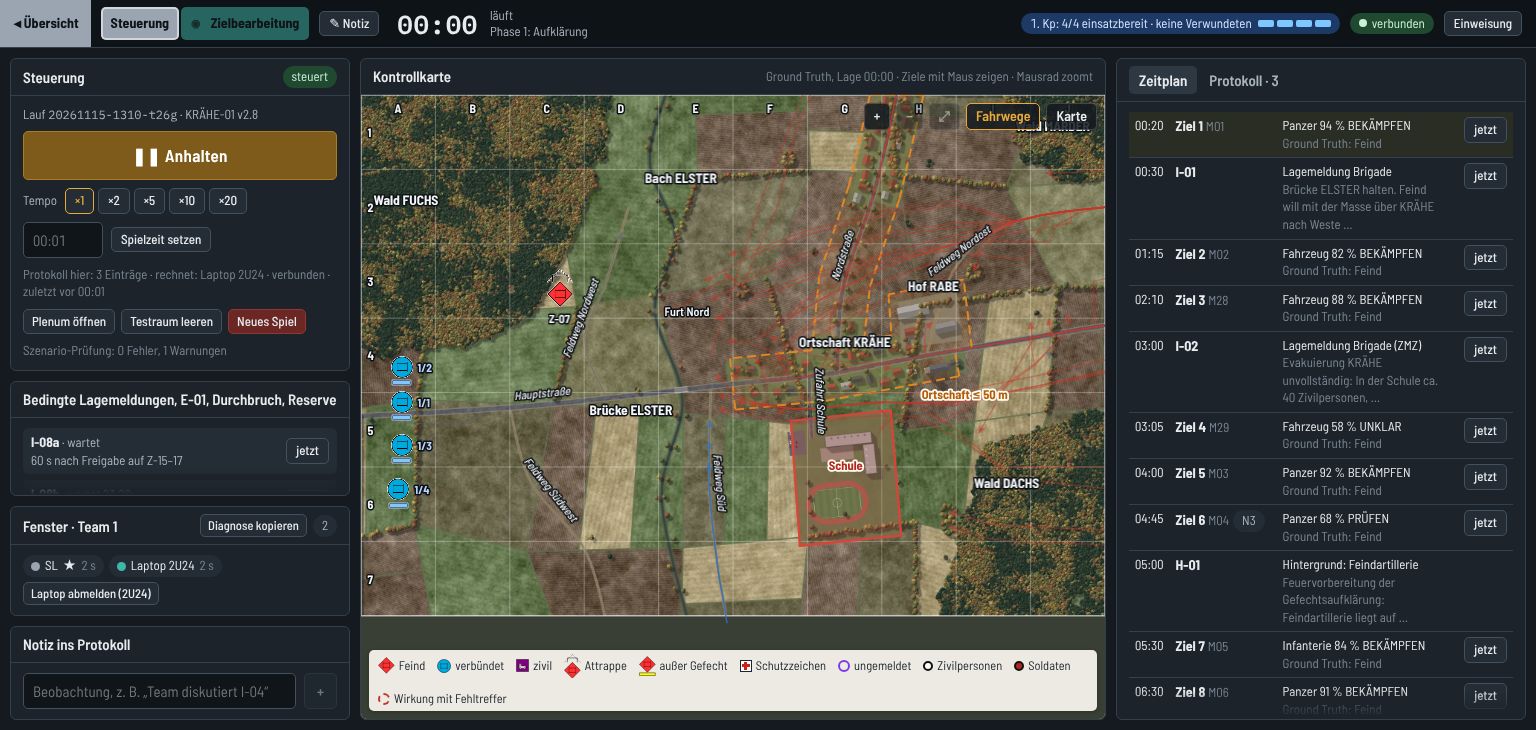 ◂ Übersicht
Steuerung
Zielbearbeitung
✎ Notiz
00:00
läuft
Phase 1: Aufklärung
1. Kp: 4/4 einsatzbereit · keine Verwundeten
verbunden
Einweisung
Steuerung
steuert
Lauf 20261115-1310-t26g · KRÄHE-01 v2.8
❚❚ Anhalten
Tempo ×1 ×2 ×5 ×10 ×20
00:01
Spielzeit setzen
Protokoll hier: 3 Einträge · rechnet: Laptop 2U24 · verbunden ·
zuletzt vor 00:01
Plenum öffnen
Testraum leeren
Neues Spiel
Szenario-Prüfung: 0 Fehler, 1 Warnungen
Bedingte Lagemeldungen, E-01, Durchbruch, Reserve
I-08a · wartet
60 s nach Freigabe auf Z-15-17
jetzt
Fenster · Team 1
Diagnose kopieren
2
SL ★ 2 s
Laptop 2U24 2 s
Laptop abmelden (2U24)
Notiz ins Protokoll
Beobachtung, z. B. „Team diskutiert I-04“
+
Kontrollkarte
Ground Truth, Lage 00:00 · Ziele mit Maus zeigen · Mausrad zoomt
A B C D E F G H
+
−
⤢
Fahrwege
Karte
1
2
3
4
5
6
7
Bach ELSTER
Wald FUCHS
Nordstraße
Feldweg Nordost
Hof RABE
Z-07
Feldweg Nordwest
Furt Nord
Ortschaft KRÄHE
1/2
1/1
1/3
1/4
Hauptstraße
Brücke ELSTER
Zufahrt Schule
Ortschaft ≤ 50 m
Feldweg Südwest
Feldweg Süd
Schule
Wald DACHS
Feind
verbündet
zivil
Attrappe
außer Gefecht
Schutzzeichen
ungemeldet
Zivilpersonen
Soldaten
Wirkung mit Fehltreffer
Zeitplan
Protokoll · 3
00:20 Ziel 1 M01 Panzer 94 % BEKÄMPFEN jetzt
Ground Truth: Feind
00:30 I-01 Lagemeldung Brigade jetzt
Brücke ELSTER halten. Feind
will mit der Masse über KRÄHE
nach Weste ...
01:15 Ziel 2 M02 Fahrzeug 82 % BEKÄMPFEN jetzt
Ground Truth: Feind
02:10 Ziel 3 M28 Fahrzeug 88 % BEKÄMPFEN jetzt
Ground Truth: Feind
03:00 I-02 Lagemeldung Brigade (ZMZ) jetzt
Evakuierung KRÄHE
unvollständig: In der Schule ca.
40 Zivilpersonen, ...
03:05 Ziel 4 M29 Fahrzeug 58 % UNKLAR jetzt
Ground Truth: Feind
04:00 Ziel 5 M03 Panzer 92 % BEKÄMPFEN jetzt
Ground Truth: Feind
04:45 Ziel 6 M04 N3 Panzer 68 % PRÜFEN jetzt
Ground Truth: Feind
05:00 H-01 Hintergrund: Feindartillerie
Feuervorbereitung der
Gefechtsaufklärung:
Feindartillerie liegt auf ...
05:30 Ziel 7 M05 Infanterie 84 % BEKÄMPFEN jetzt
Ground Truth: Feind
06:30 Ziel 8 M06 Panzer 91 % BEKÄMPFEN jetzt
Ground Truth: Feind